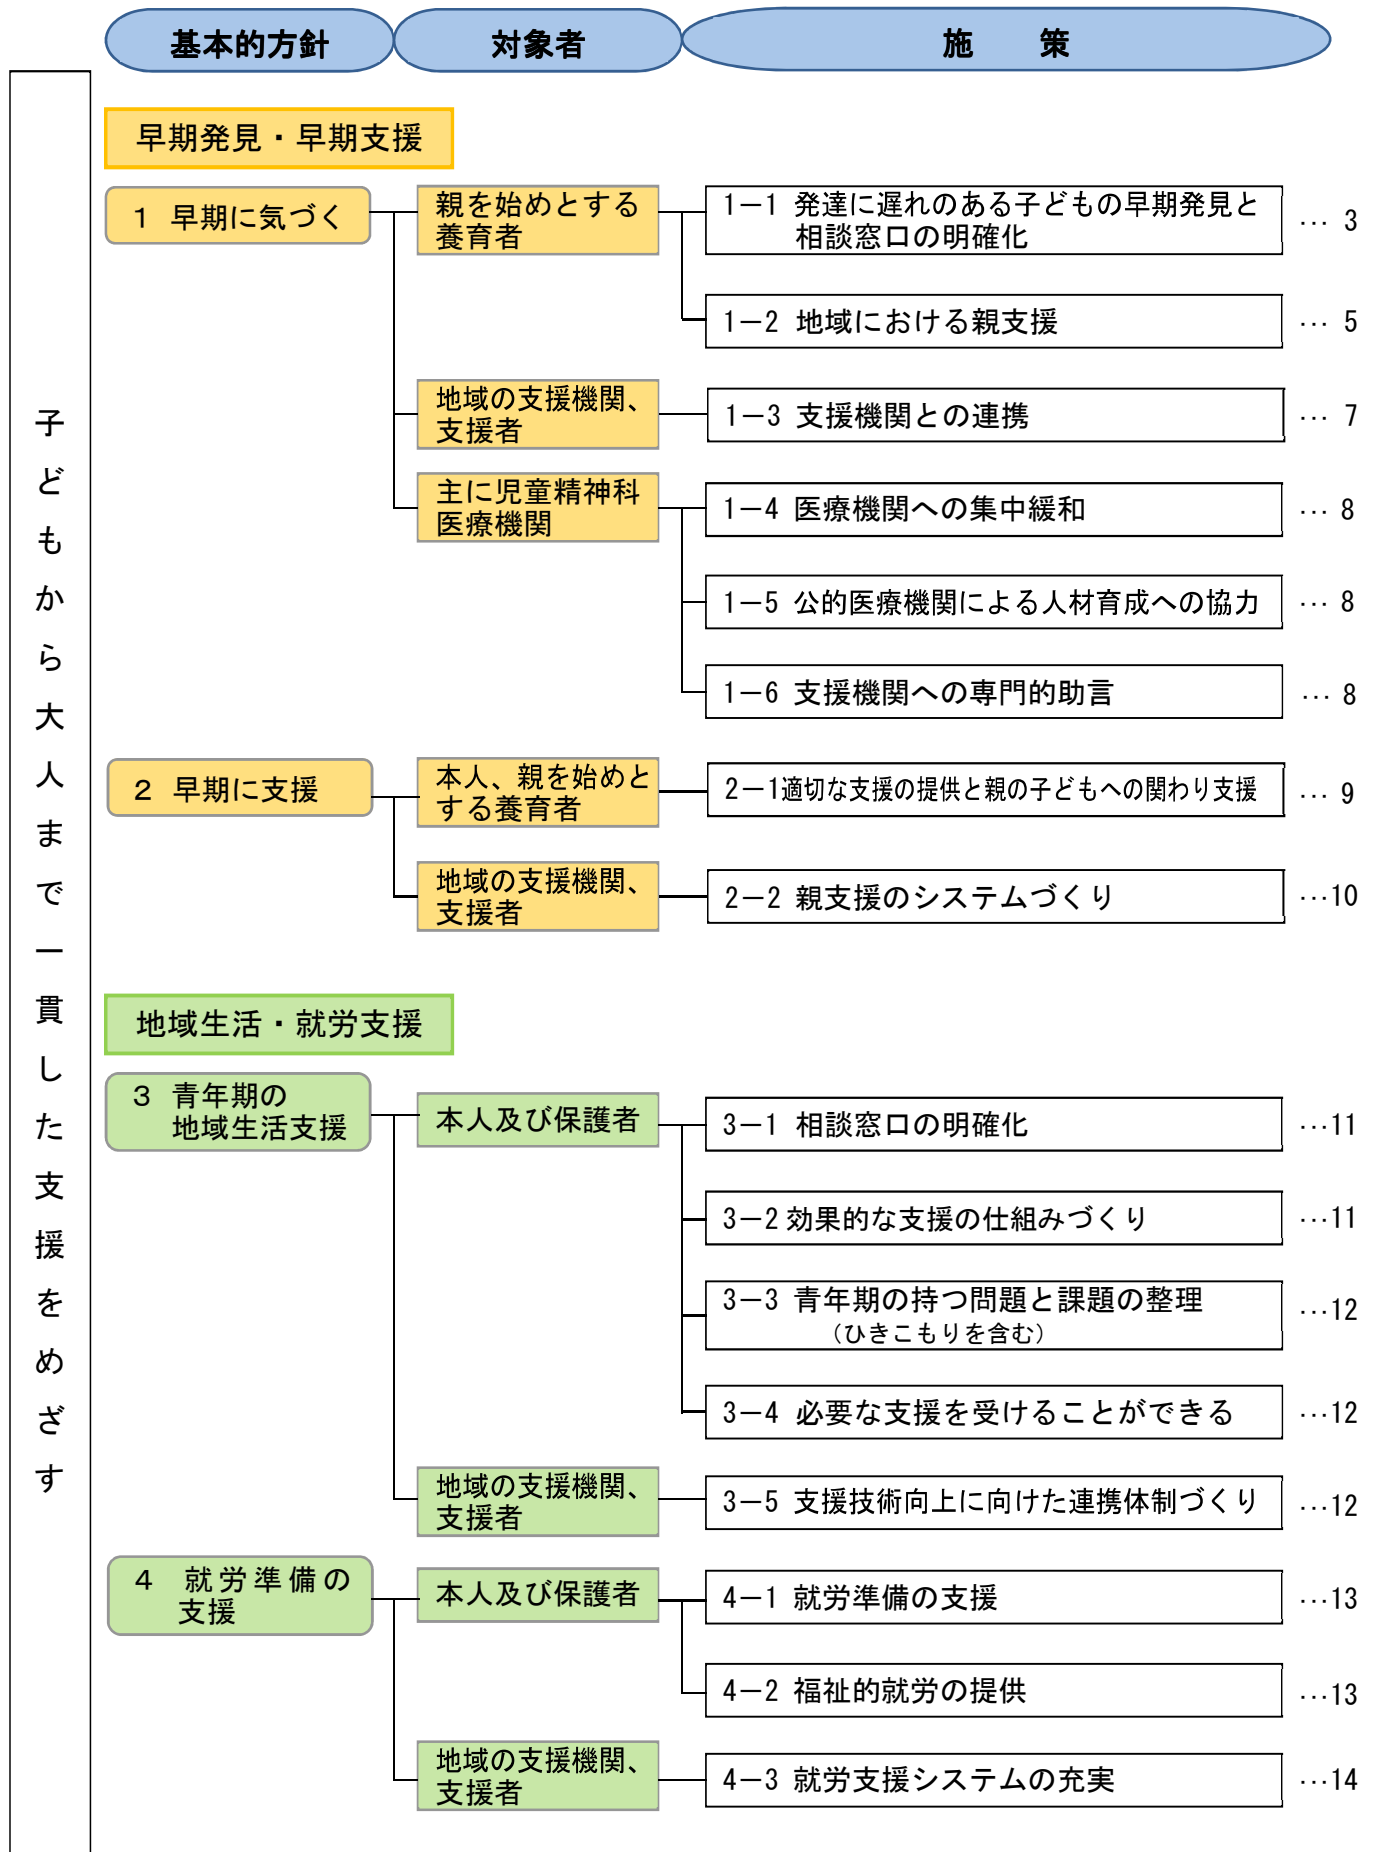 基本的方針
対象者
施　　策
子どもから大人まで一貫した支援をめざす
早期発見・早期支援
１ 早期に気づく
親を始めとする
養育者
1－1 発達に遅れのある子どもの早期発見と
相談窓口の明確化
… 3
1－2 地域における親支援
… 5
地域の支援機関、
支援者
1－3 支援機関との連携
… 7
主に児童精神科
医療機関
1－4 医療機関への集中緩和
… 8
1－5 公的医療機関による人材育成への協力
… 8
1－6 支援機関への専門的助言
… 8
２ 早期に支援
本人、親を始めと
する養育者
2－1適切な支援の提供と親の子どもへの関わり支援
… 9
地域の支援機関、
支援者
2－2 親支援のシステムづくり
…10
地域生活・就労支援
３ 青年期の
地域生活支援
本人及び保護者
3－1 相談窓口の明確化
…11
3－2 効果的な支援の仕組みづくり
…11
3－3 青年期の持つ問題と課題の整理
（ひきこもりを含む）
…12
3－4 必要な支援を受けることができる
…12
地域の支援機関、
支援者
3－5 支援技術向上に向けた連携体制づくり
…12
４ 就労準備の
支援
本人及び保護者
4－1 就労準備の支援
…13
4－2 福祉的就労の提供
…13
地域の支援機関、
支援者
4－3 就労支援システムの充実
…14